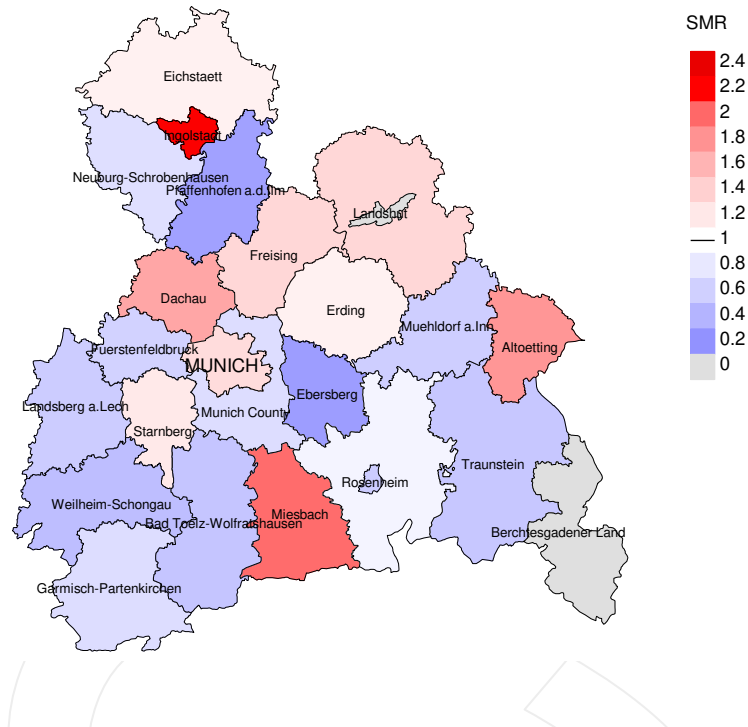 SMR
2.4
2.2
2
1.8
1.6
1.4
1.2
1
0.8
0.6
0.4
0.2
0
Eichstaett
Ingolstadt
Neuburg-Schrobenhausen
Pfaffenhofen a.d.Ilm
Landshut
Freising
Dachau
Erding
Muehldorf a.Inn
Altoetting
Fuerstenfeldbruck
MUNICH
Ebersberg
Landsberg a.Lech
Munich County
Starnberg
Traunstein
Rosenheim
Weilheim-Schongau
Miesbach
Bad Toelz-Wolfratshausen
Berchtesgadener Land
Garmisch-Partenkirchen